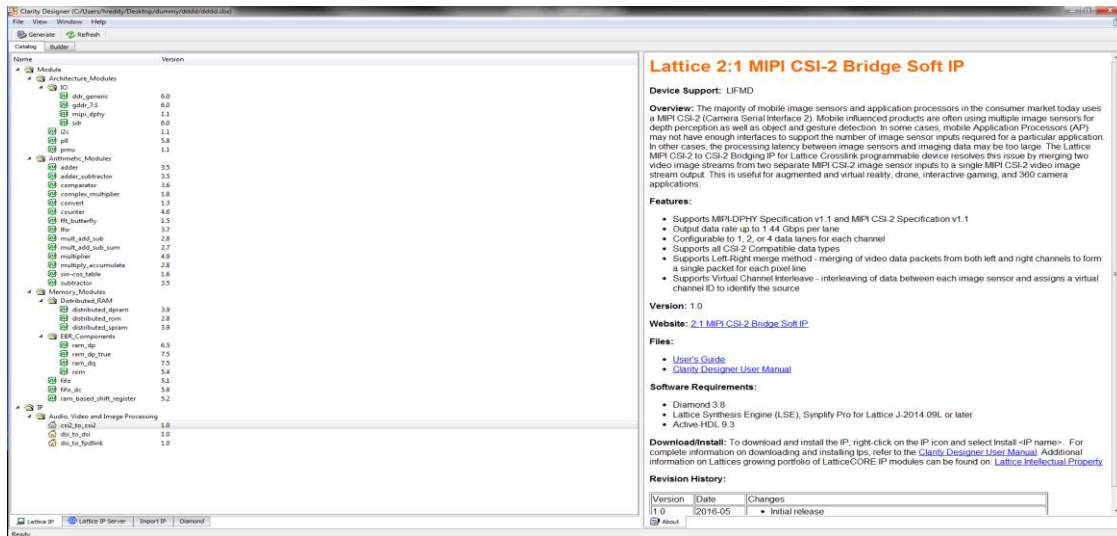 Clarity Designer (C:/Users/hreddy/Desktop/dummy/dddd/dddd.sbx)
File View Window Help
Generate Refresh
Catalog Builder
Name Version
Module
Architecture_Modules
IO
ddr_generic 6.0
gddr_7:1 6.0
mipi_dphy 1.1
sdr 6.0
i2c 1.1
pll 5.8
pmu 1.1
Arithmetic_Modules
adder 3.5
adder_subtractor 3.5
comparator 3.6
complex_multiplier 1.8
convert 1.3
counter 4.6
fft_butterfly 1.5
lfsr 3.7
mult_add_sub 2.8
mult_add_sub_sum 2.7
multiplier 4.9
multiply_accumulate 2.8
sin-cos_table 1.6
subtractor 3.5
Memory_Modules
Distributed_RAM
distributed_dpram 3.9
distributed_rom 2.8
distributed_spram 3.9
EBR_Components
ram_dp 6.5
ram_dp_true 7.5
ram_dq 7.5
rom 5.4
fifo 5.1
fifo_dc 5.8
ram_based_shift_register 5.2
IP
Audio, Video and Image Processing
csi2_to_csi2 1.0
dsi_to_dsi 1.0
dsi_to_fpdlink 1.0
Lattice IP Lattice IP Server Import IP Diamond
Ready
Lattice 2:1 MIPI CSI-2 Bridge Soft IP
Device Support: LIFMD
Overview: The majority of mobile image sensors and application processors in the consumer market today uses
a MIPI CSI-2 (Camera Serial Interface 2). Mobile influenced products are often using multiple image sensors for
depth perception as well as object and gesture detection. In some cases, mobile Application Processors (AP)
may not have enough interfaces to support the number of image sensor inputs required for a particular application.
In other cases, the processing latency between image sensors and imaging data may be too large. The Lattice
MIPI CSI-2 to CSI-2 Bridging IP for Lattice Crosslink programmable device resolves this issue by merging two
video image streams from two separate MIPI CSI-2 image sensor inputs to a single MIPI CSI-2 video image
stream output. This is useful for augmented and virtual reality, drone, interactive gaming, and 360 camera
applications.
Features:
• Supports MIPI-DPHY Specification v1.1 and MIPI CSI-2 Specification v1.1
• Output data rate up to 1.44 Gbps per lane
• Configurable to 1, 2, or 4 data lanes for each channel
• Supports all CSI-2 Compatible data types
• Supports Left-Right merge method - merging of video data packets from both left and right channels to form
a single packet for each pixel line
• Supports Virtual Channel Interleave - interleaving of data between each image sensor and assigns a virtual
channel ID to identify the source
Version: 1.0
Website: 2:1 MIPI CSI-2 Bridge Soft IP
Files:
• User's Guide
• Clarity Designer User Manual
Software Requirements:
• Diamond 3.8
• Lattice Synthesis Engine (LSE), Synplify Pro for Lattice J-2014.09L or later
• Active-HDL 9.3
Download/Install: To download and install the IP, right-click on the IP icon and select Install <IP name>. For
complete information on downloading and installing Ips, refer to the Clarity Designer User Manual. Additional
information on Lattices growing portfolio of LatticeCORE IP modules can be found on: Lattice Intellectual Property
Revision History:
Version Date Changes
1.0 2016-05 • Initial release
About